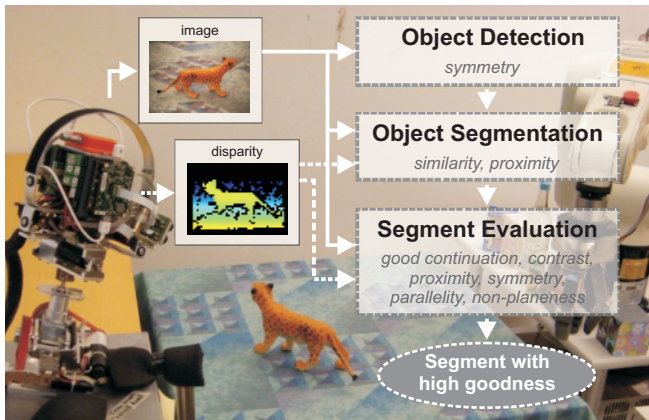 image
disparity
Object Detection
symmetry
Object Segmentation
similarity, proximity
Segment Evaluation
good continuation, contrast,
proximity, symmetry,
parallelity, non-planeness
Segment with
high goodness